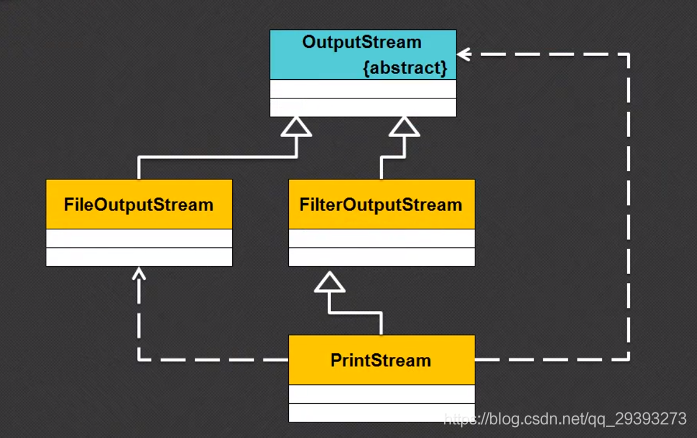 OutputStream
{abstract}
FileOutputStream
FilterOutputStream
PrintStream
https://blog.csdn.net/qq_29393273